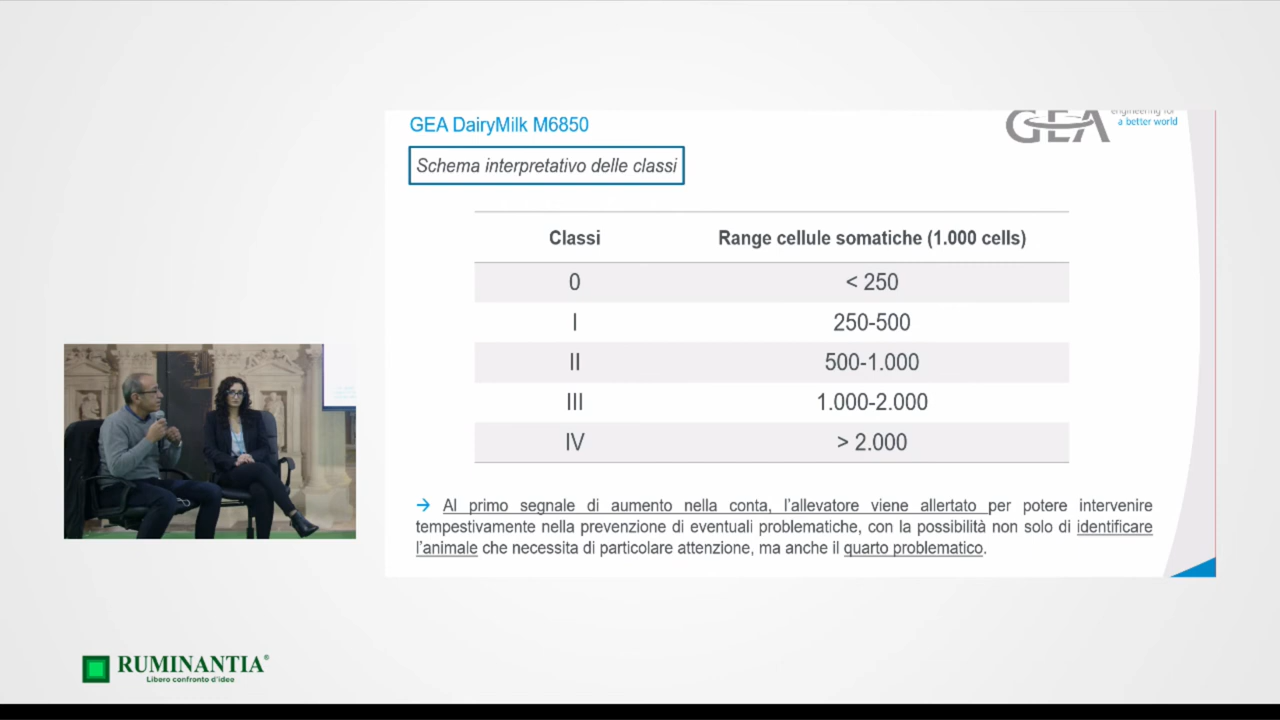 GEA DairyMilk M6850
GEA
engineering for
a better world
Schema interpretativo delle classi
Classi Range cellule somatiche (1.000 cells)
0 < 250
I 250-500
II 500-1.000
III 1.000-2.000
IV > 2.000
→ Al primo segnale di aumento nella conta, l'allevatore viene allertato per potere intervenire
tempestivamente nella prevenzione di eventuali problematiche, con la possibilità non solo di identificare
l'animale che necessita di particolare attenzione, ma anche il quarto problematico.
RUMINANTIA®
Libero confronto d'idee